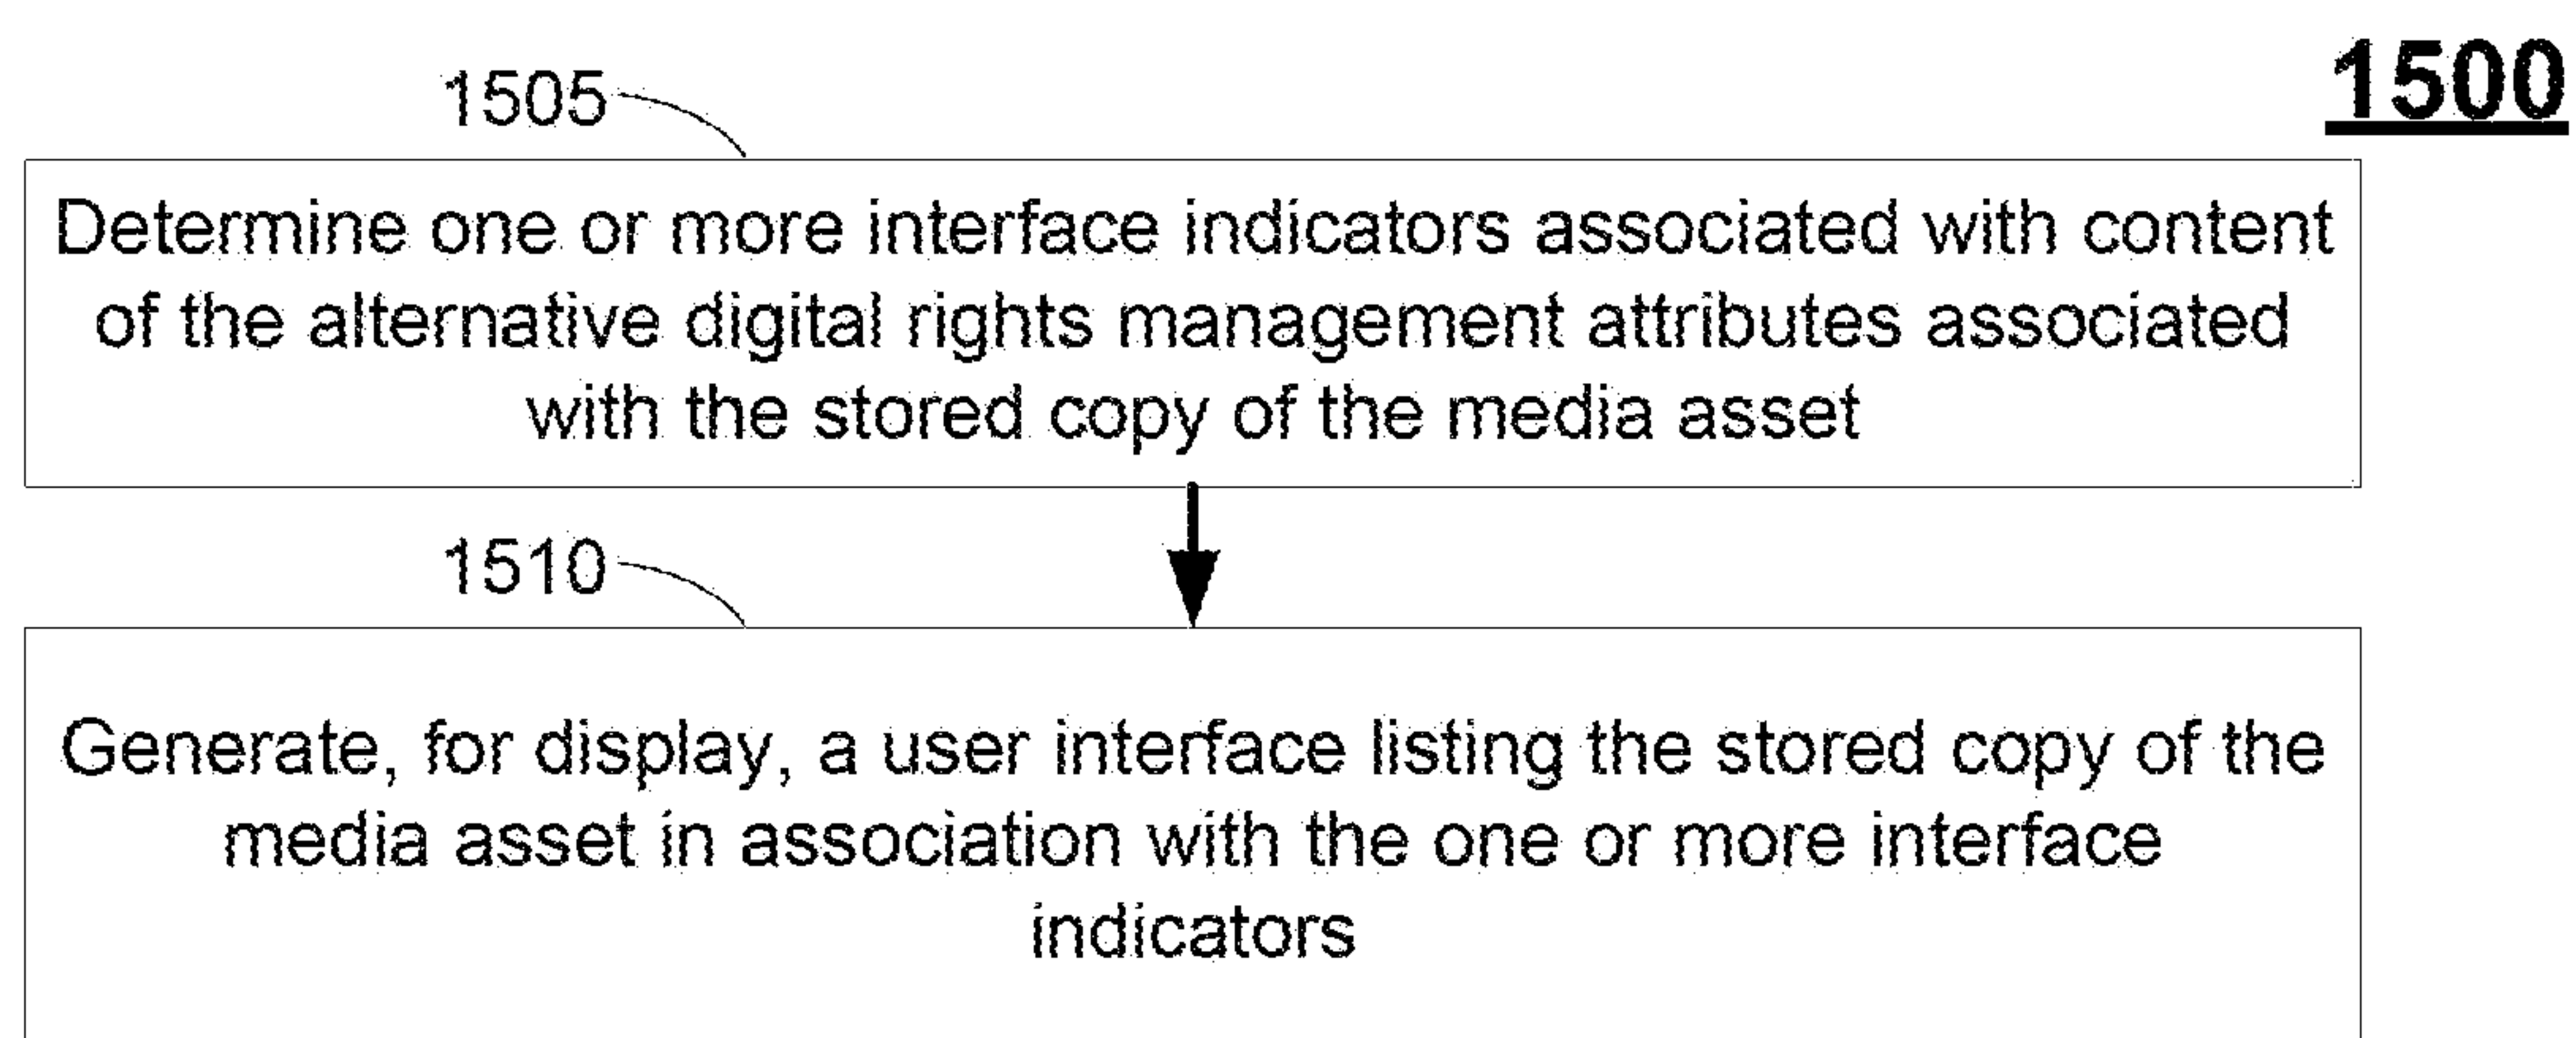 1500
1505
Determine one or more interface indicators associated with content
of the alternative digital rights management attributes associated
with the stored copy of the media asset
1510
Generate, for display, a user interface listing the stored copy of the
media asset in association with the one or more interface
indicators